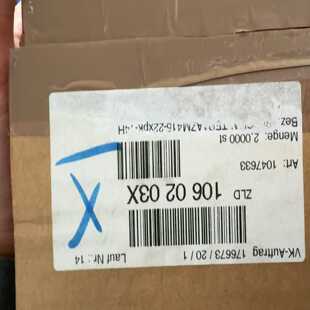 VK-Auftrag
176673 / 20 / 1
Lauf Nr.: 14
ZLD 106 02 03X
Art: 1047633
Menge: 2.0000 st
Bez
X